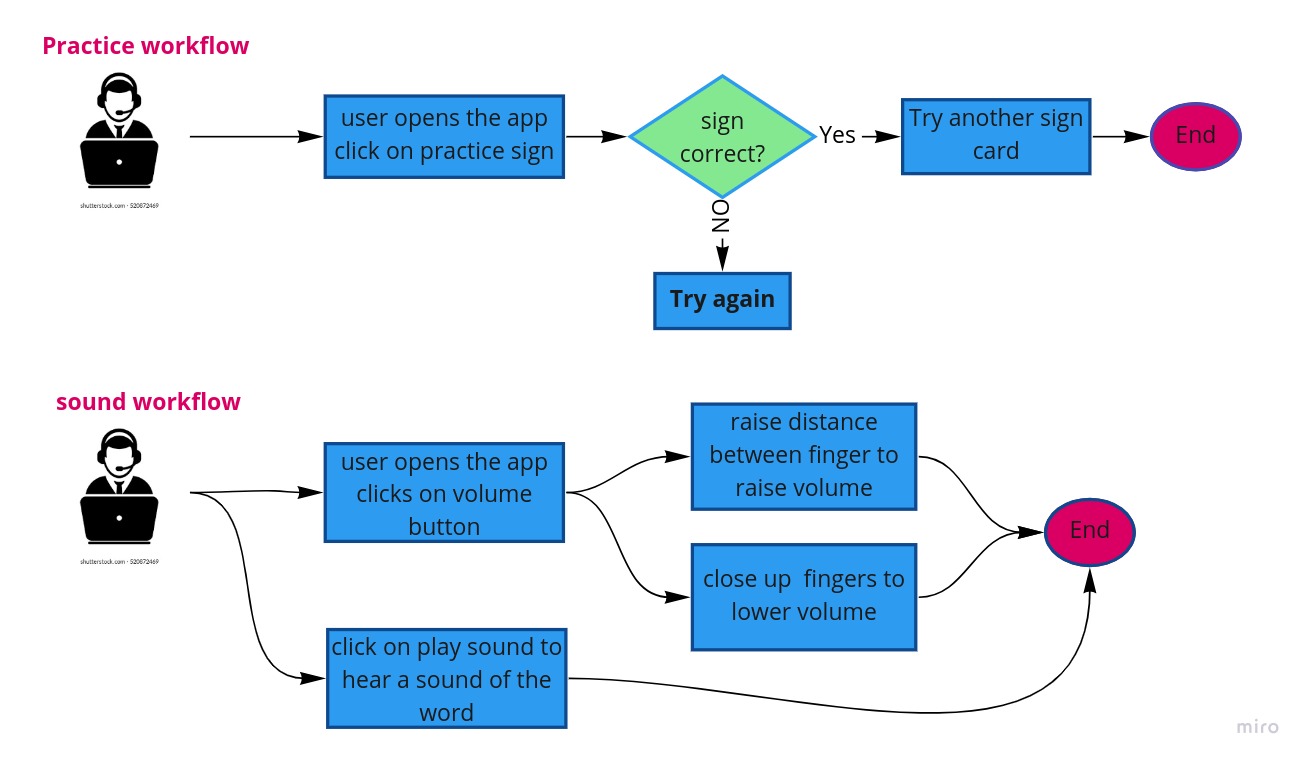 Practice workflow
shutterstock.com · 520872469
user opens the app
click on practice sign
sign
correct?
Yes
Try another sign
card
End
NO
Try again
sound workflow
shutterstock.com · 520872469
user opens the app
clicks on volume
button
raise distance
between finger to
raise volume
close up  fingers to
lower volume
End
click on play sound to
hear a sound of the
word
miro